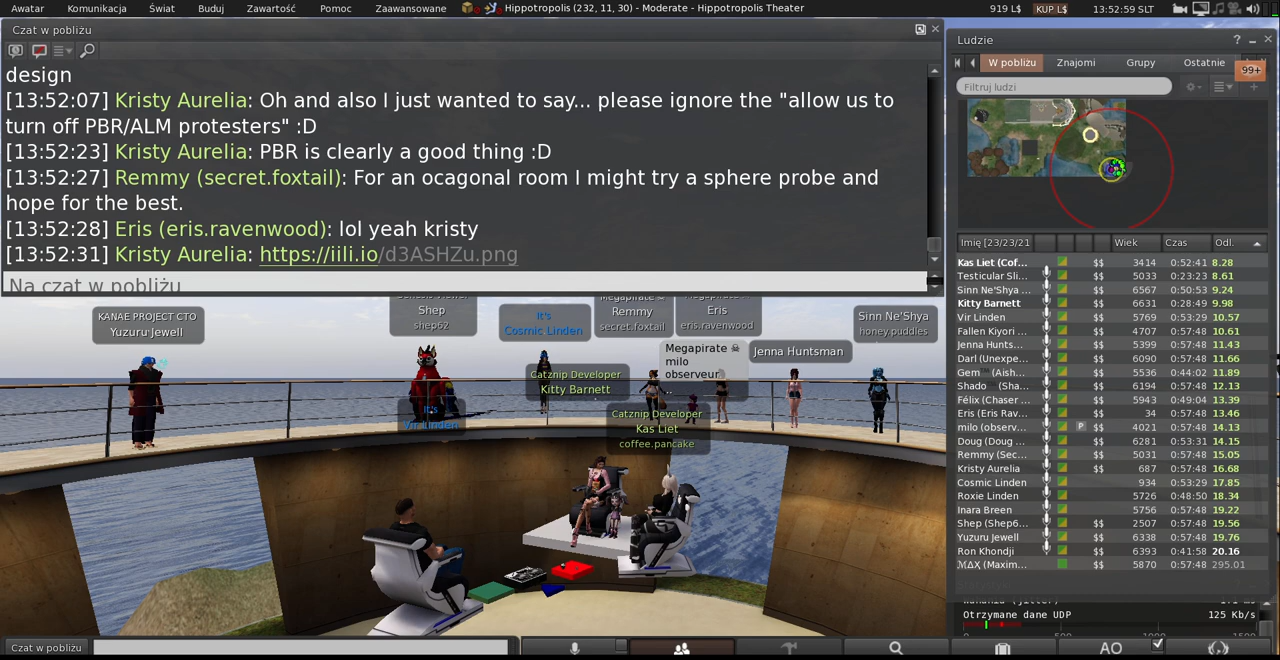 Awatar Komunikacja Świat Buduj Zawartość Pomoc Zaawansowane Hippotropolis (232, 11, 30) - Moderate - Hippotropolis Theater 919 L$ KUP L$ 13:52:59 SLT
Czat w pobliżu
design
[13:52:07] Kristy Aurelia: Oh and also I just wanted to say... please ignore the "allow us to
turn off PBR/ALM protesters" :D
[13:52:23] Kristy Aurelia: PBR is clearly a good thing :D
[13:52:27] Remmy (secret.foxtail): For an ocagonal room I might try a sphere probe and
hope for the best.
[13:52:28] Eris (eris.ravenwood): lol yeah kristy
[13:52:31] Kristy Aurelia: https://iili.io/d3ASHZu.png
Na czat w pobliżu
KANAE PROJECT CTO
Yuzuru Jewell
Shep
shep62
It's
Cosmic Linden
Megapirate ☠
Remmy
secret.foxtail
Megapirate ☠
Eris
eris.ravenwood
Sinn Ne'Shya
honey.puddles
Megapirate ☠
milo
observeur
Jenna Huntsman
Catznip Developer
Kitty Barnett
It's
Vir Linden
Catznip Developer
Kas Liet
coffee.pancake
Ludzie
? _ ×
W pobliżu Znajomi Grupy Ostatnie
99+
Filtruj ludzi
Imię [23/23/21 Wiek Czas Odl.
Kas Liet (Cof... $$ 3414 0:52:41 8.28
Testicular Sli... $$ 5033 0:23:23 8.61
Sinn Ne'Shya $$ 6567 0:50:53 9.24
Kitty Barnett $$ 6631 0:28:49 9.98
Vir Linden $$ 5769 0:53:29 10.57
Fallen Kiyori ... $$ 4707 0:57:48 10.61
Jenna Hunts... $$ 5399 0:57:48 11.43
Darl (Unexpe... $$ 6090 0:57:48 11.66
Gem™ (Aish... $$ 5536 0:44:02 11.89
Shado (Sha... $$ 6194 0:57:48 12.13
Félix (Chaser ... $$ 5943 0:49:04 13.39
Eris (Eris Rav... $$ 34 0:57:48 13.46
milo (observ... P $$ 4021 0:57:48 14.13
Doug (Doug ... $$ 6281 0:53:31 14.15
Remmy (Sec... $$ 5031 0:57:48 15.05
Kristy Aurelia $$ 687 0:57:48 16.68
Cosmic Linden 934 0:53:29 17.85
Roxie Linden 5726 0:48:50 18.34
Inara Breen 5756 0:57:48 19.22
Shep (Shep6... $$ 2507 0:57:48 19.56
Yuzuru Jewell $$ 6338 0:57:48 19.76
Ron Khondji $$ 6393 0:41:58 20.16
(Maxim... $$ 5870 0:57:48 295.01
Otrzymane UDP 125 Kb/s
0 500 1000 1500
Czat w pobliżu
AO